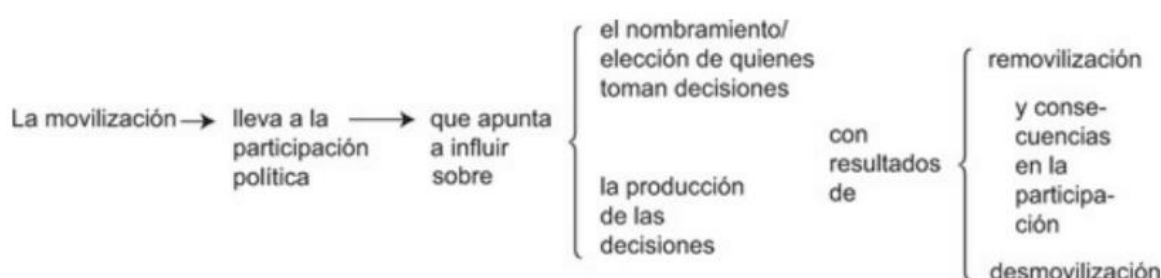 La movilización
lleva a la
participación
política
que apunta
a influir
sobre
el nombramiento/
elección de quienes
toman decisiones
la producción
de las
decisiones
con
resultados
de
removilización
y conse-
cuencias
en la
participa-
ción
desmovilización